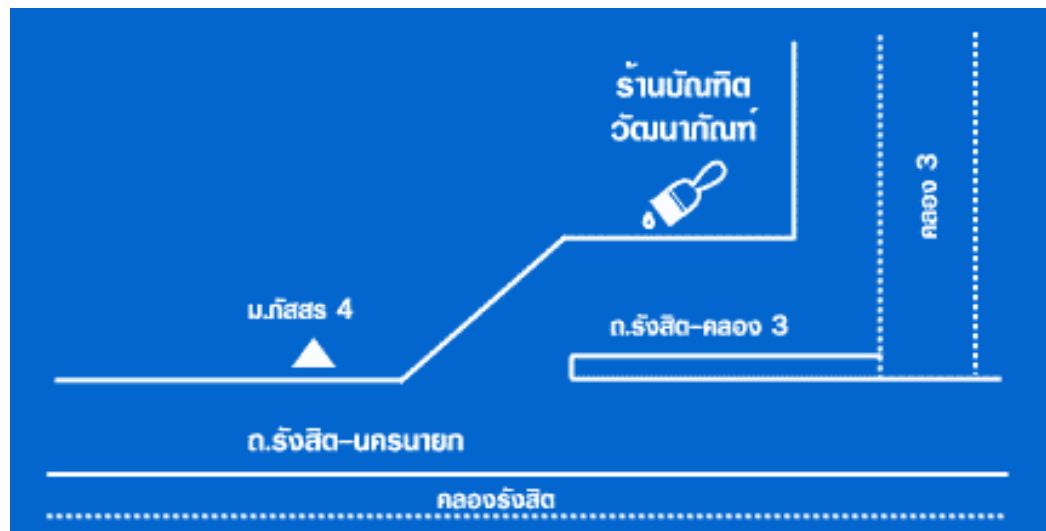 ร้านบัณฑิต
วัฒนาภัณฑ์
คลอง 3
ม.ภัสสร 4
ถ.รังสิต-คลอง 3
ถ.รังสิต-นครนายก
คลองรังสิต